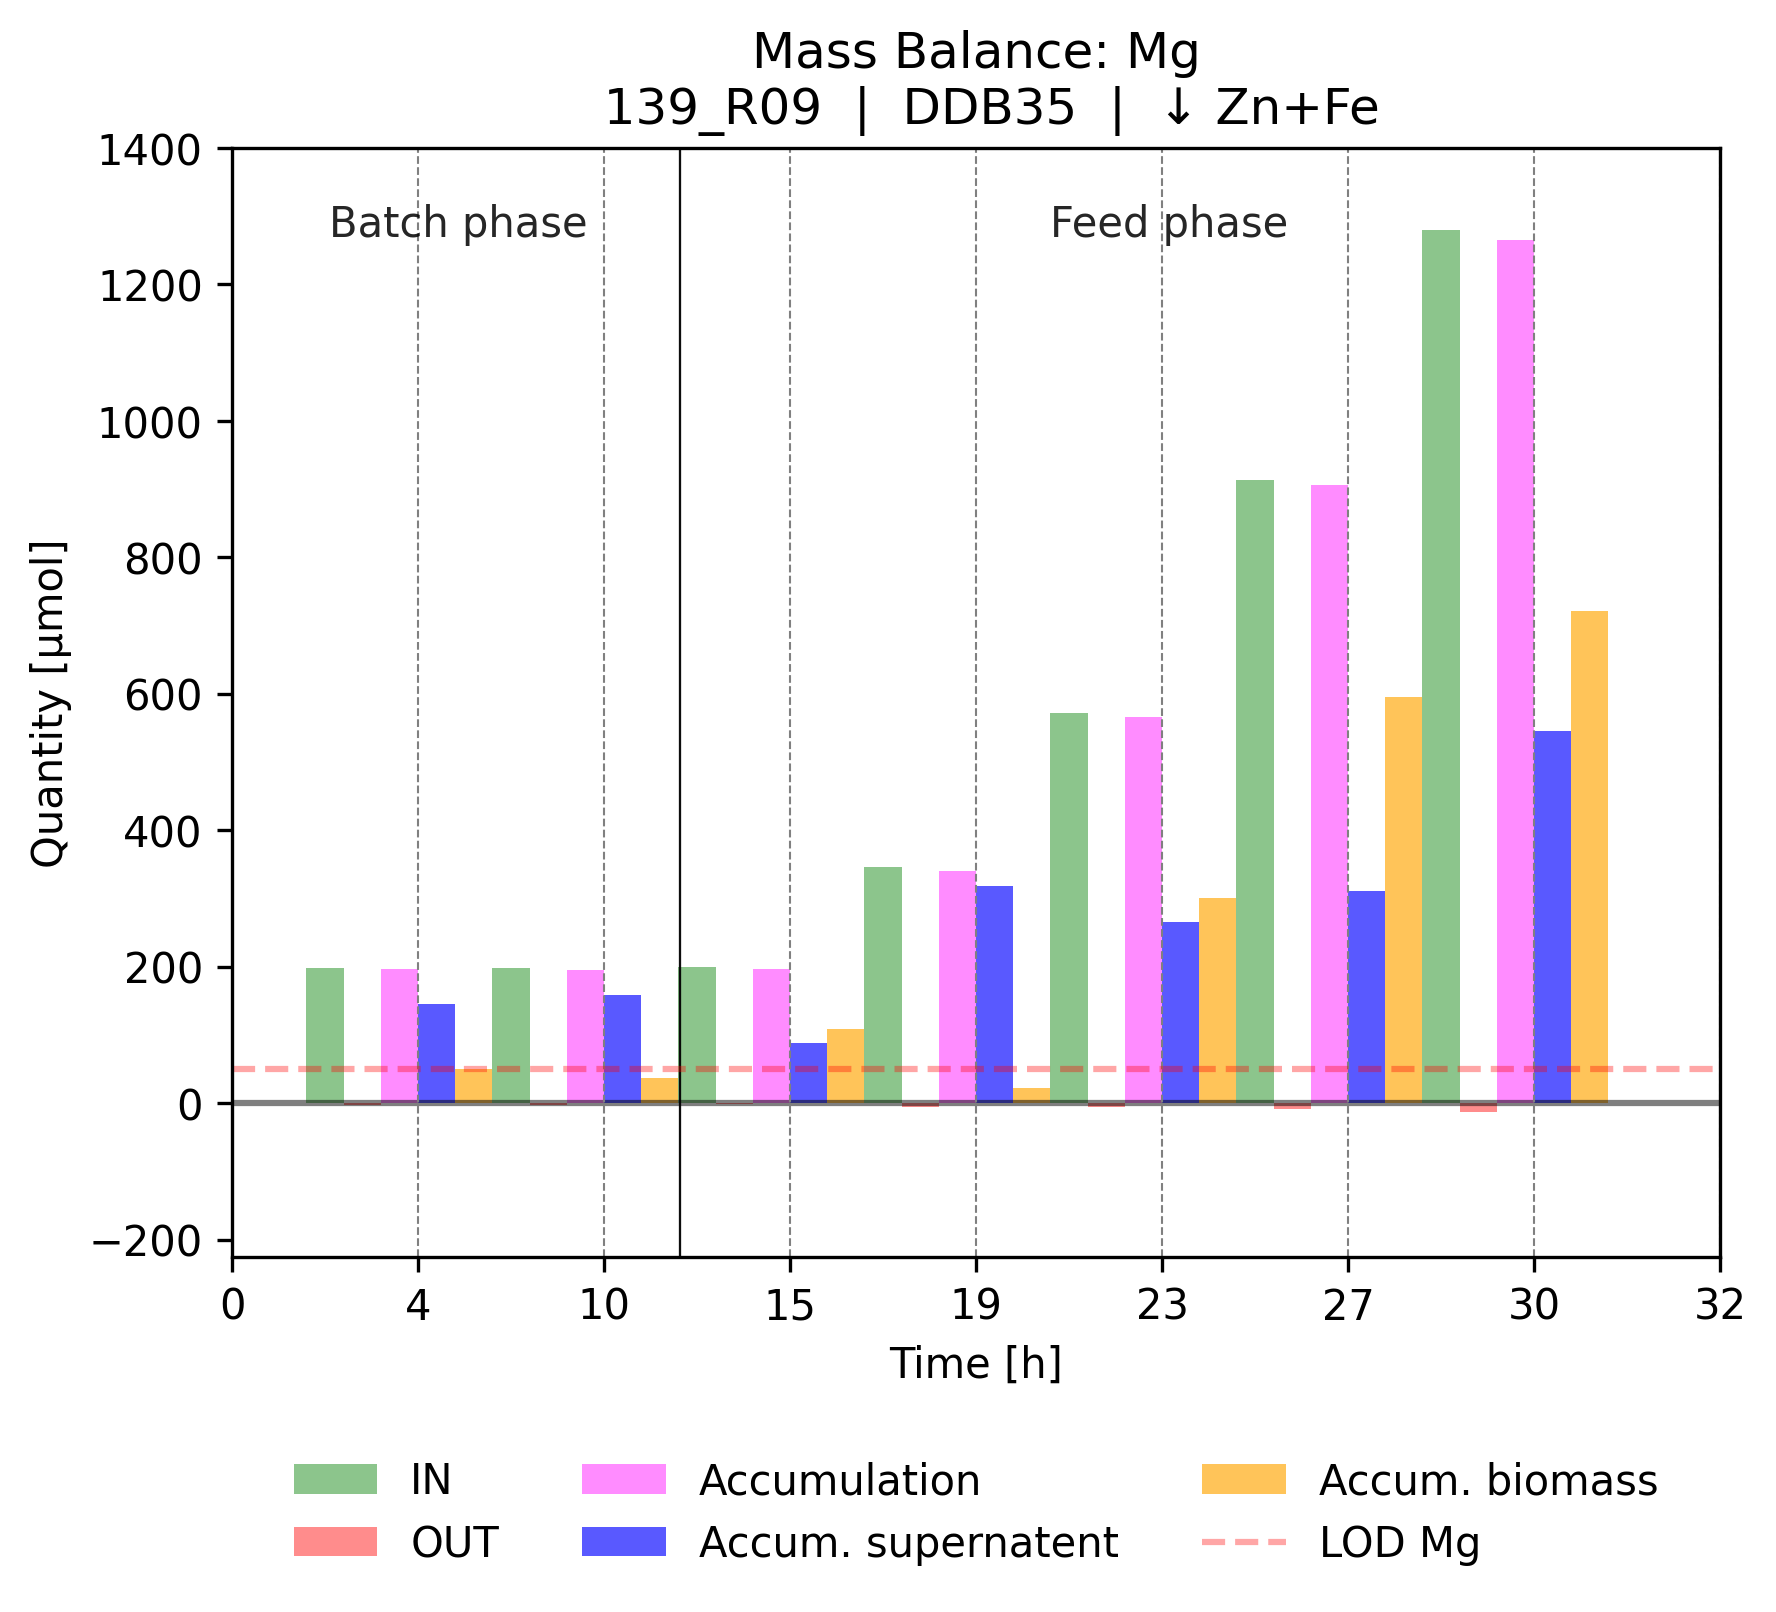 Mass Balance: Mg
139_R09 | DDB35 | ↓ Zn+Fe
1400
1200
1000
800
600
400
200
0
−200
Quantity [µmol]
Batch phase
Feed phase
0 4 10 15 19 23 27 30 32
Time [h]
IN
OUT
Accumulation
Accum. supernatent
Accum. biomass
LOD Mg